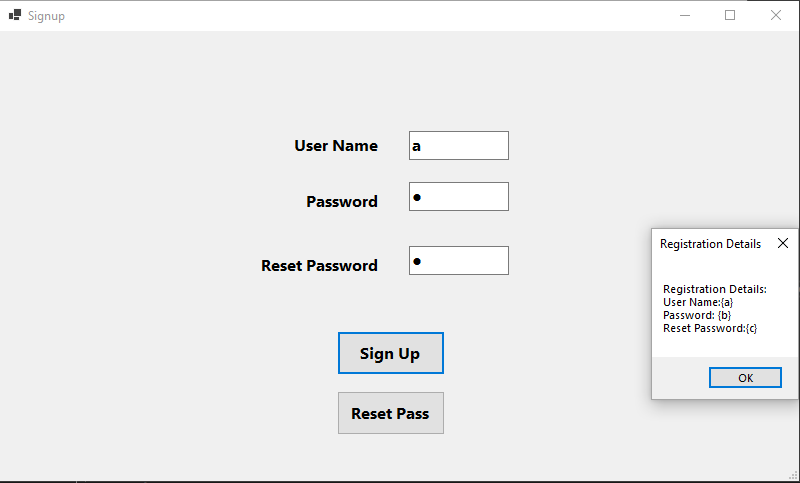 Signup
User Name
a
Password
●
Reset Password
●
Sign Up
Reset Pass
Registration Details
Registration Details:
User Name:{a}
Password: {b}
Reset Password:{c}
OK